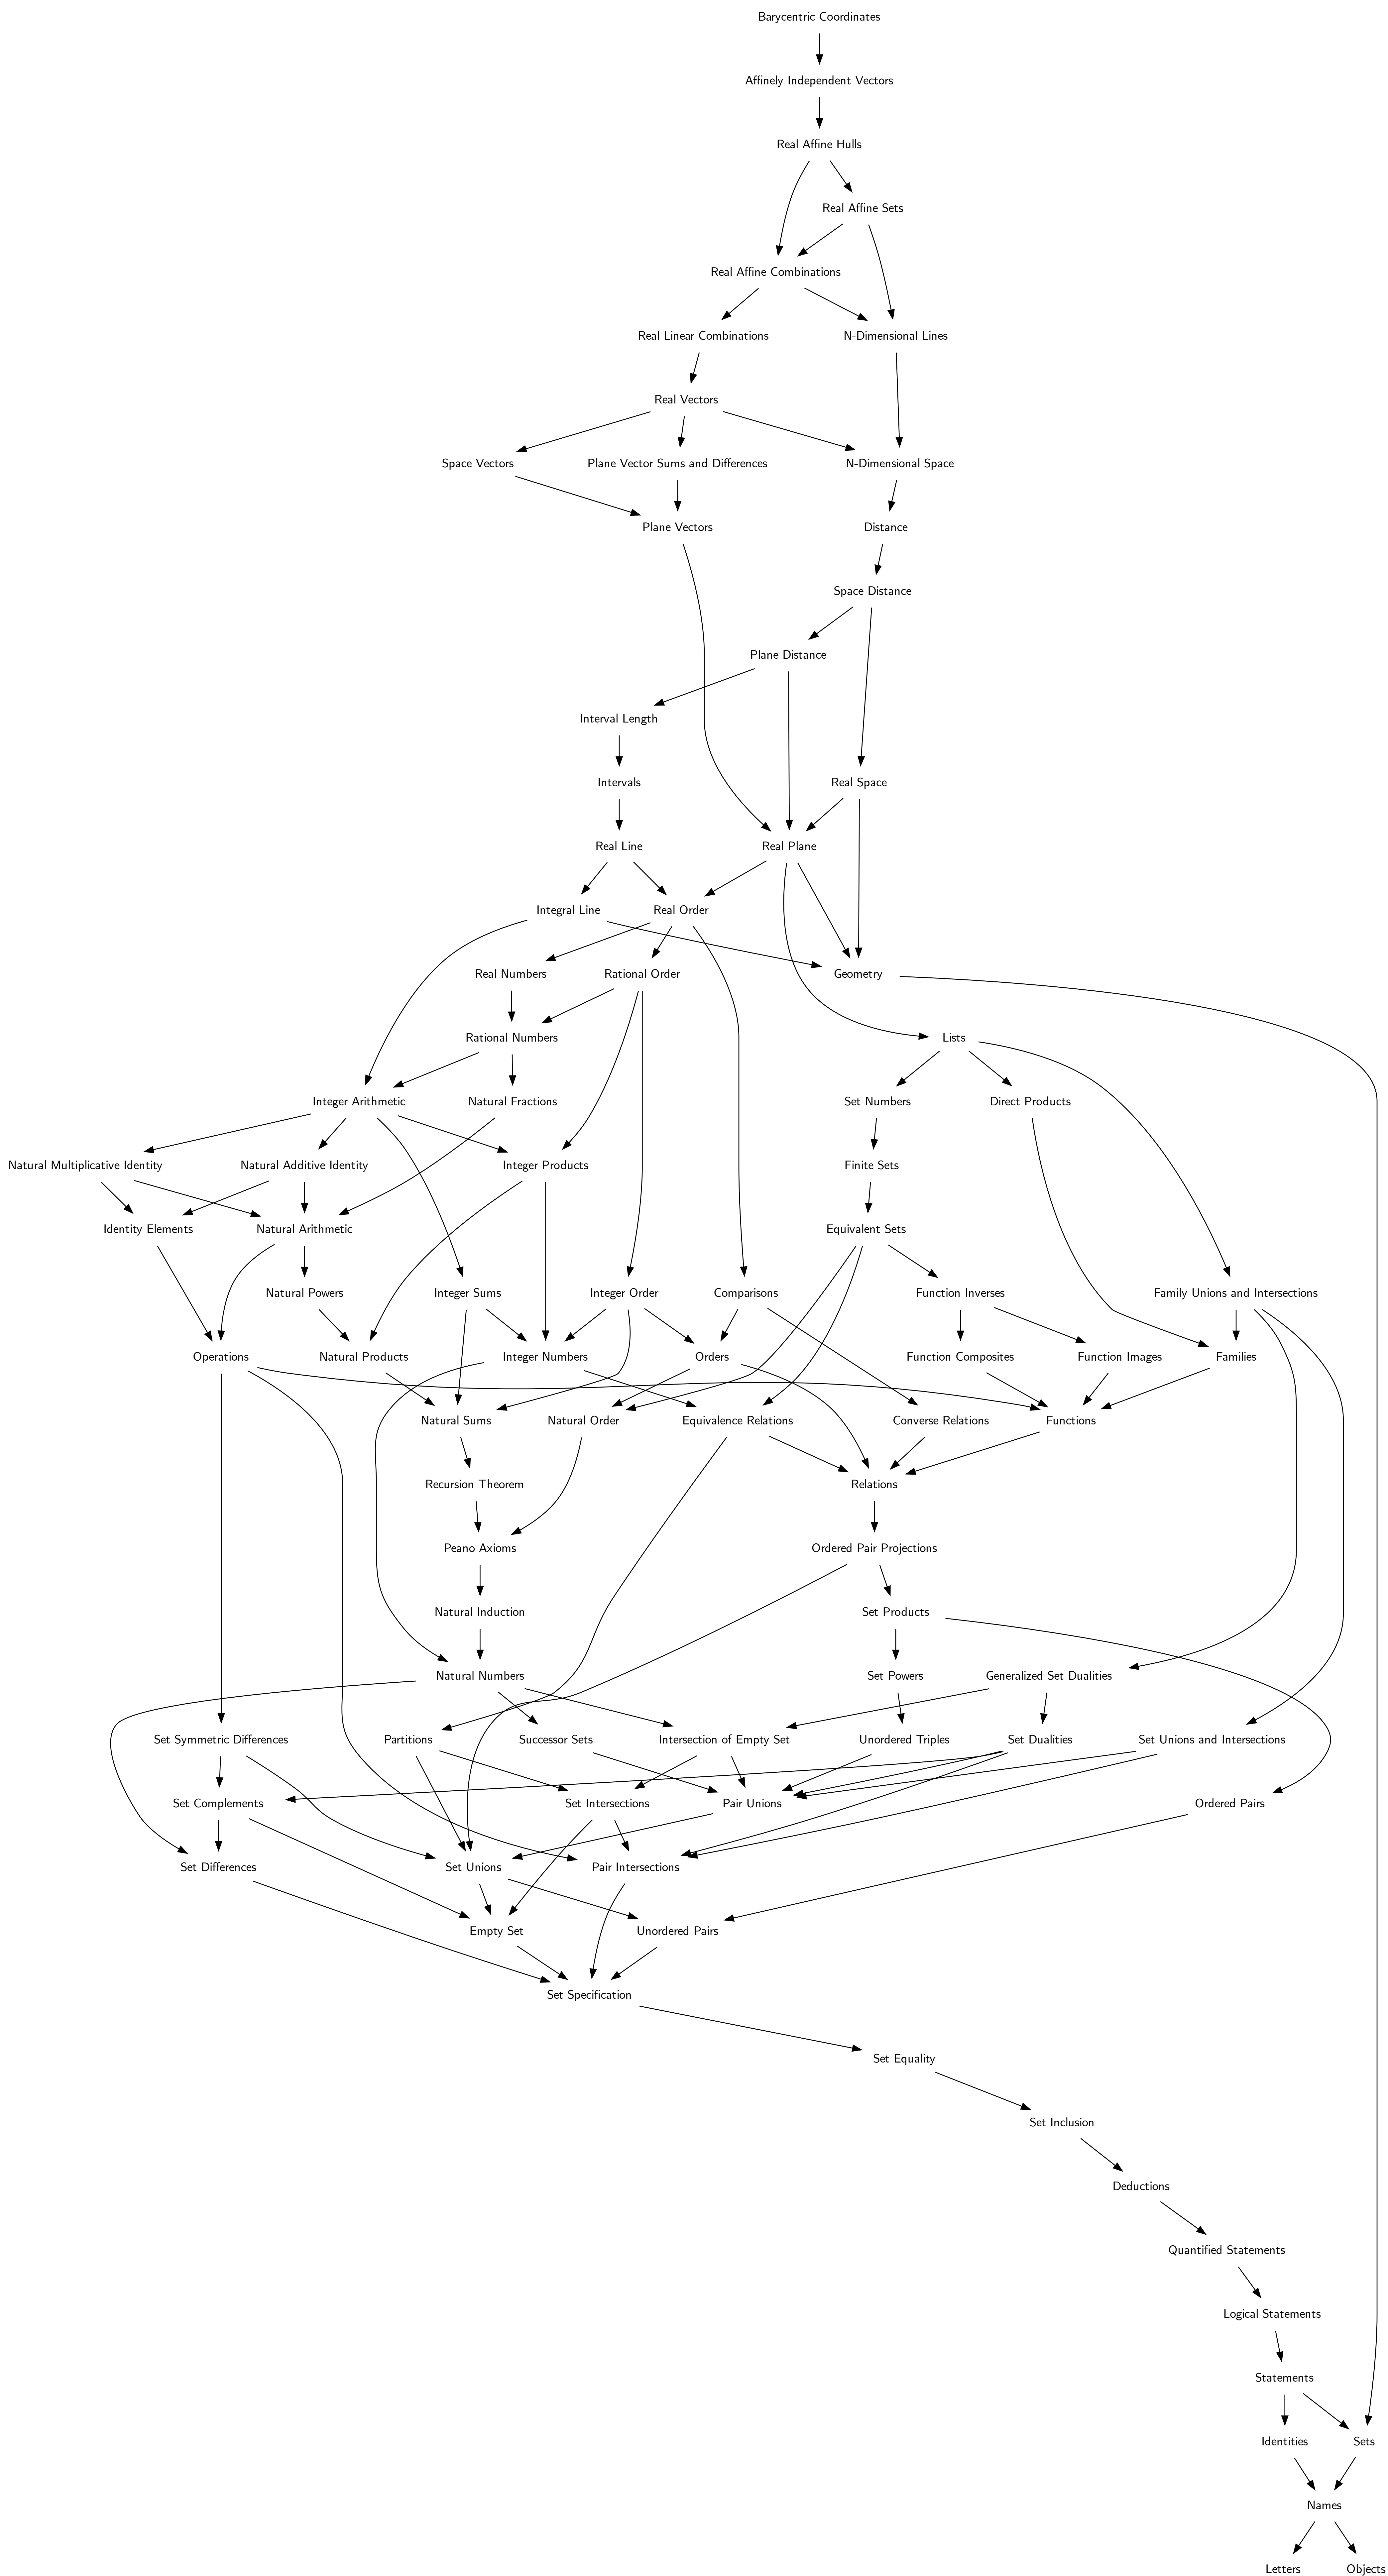 Barycentric Coordinates
Affinely Independent Vectors
Real Affine Hulls
Real Affine Sets
Real Affine Combinations
Real Linear Combinations
N-Dimensional Lines
Real Vectors
Space Vectors
Plane Vector Sums and Differences
N-Dimensional Space
Plane Vectors
Distance
Space Distance
Plane Distance
Interval Length
Intervals
Real Space
Real Line
Real Plane
Integral Line
Real Order
Real Numbers
Rational Order
Geometry
Rational Numbers
Lists
Integer Arithmetic
Natural Fractions
Set Numbers
Direct Products
Natural Multiplicative Identity
Natural Additive Identity
Integer Products
Finite Sets
Identity Elements
Natural Arithmetic
Equivalent Sets
Natural Powers
Integer Sums
Integer Order
Comparisons
Function Inverses
Family Unions and Intersections
Operations
Natural Products
Integer Numbers
Orders
Function Composites
Function Images
Families
Natural Sums
Natural Order
Equivalence Relations
Converse Relations
Functions
Recursion Theorem
Relations
Peano Axioms
Ordered Pair Projections
Natural Induction
Set Products
Natural Numbers
Set Powers
Generalized Set Dualities
Set Symmetric Differences
Partitions
Successor Sets
Intersection of Empty Set
Unordered Triples
Set Dualities
Set Unions and Intersections
Set Complements
Set Intersections
Pair Unions
Ordered Pairs
Set Differences
Set Unions
Pair Intersections
Empty Set
Unordered Pairs
Set Specification
Set Equality
Set Inclusion
Deductions
Quantified Statements
Logical Statements
Statements
Identities
Sets
Names
Letters
Objects